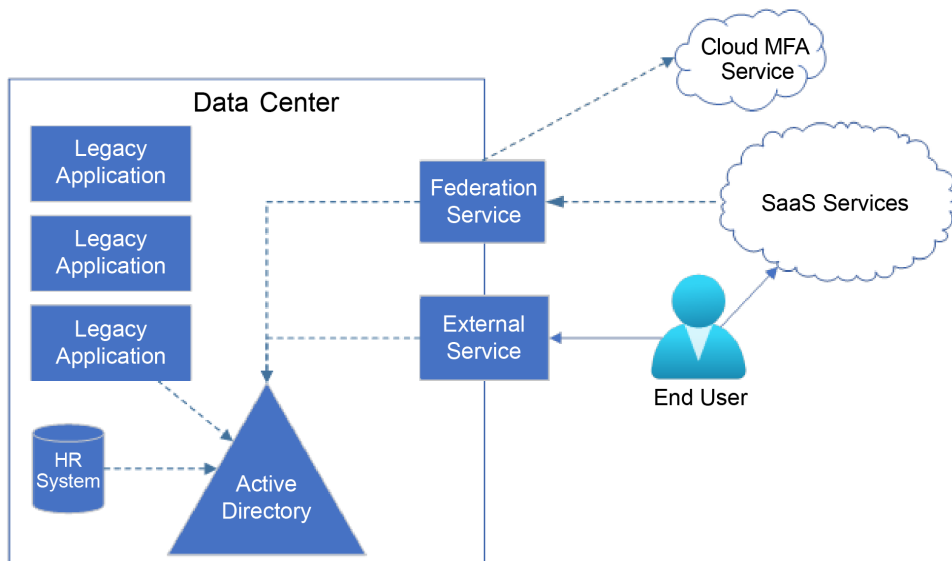 Cloud MFA
Service
Data Center
Legacy
Application
Federation
Service
SaaS Services
Legacy
Application
Legacy
Application
External
Service
End User
HR
System
Active
Directory